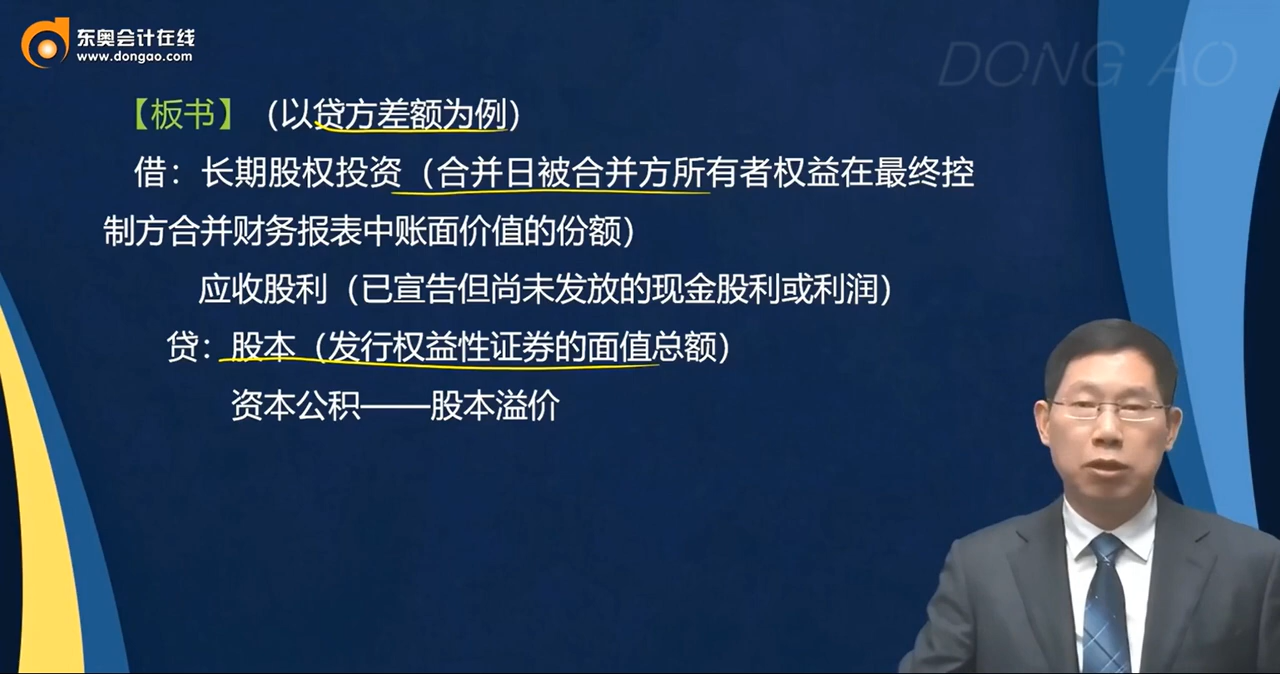 东奥会计在线
www.dongao.com
DONG AO
【板书】（以贷方差额为例）
借：长期股权投资（合并日被合并方所有者权益在最终控
制方合并财务报表中账面价值的份额）
应收股利（已宣告但尚未发放的现金股利或利润）
贷：股本（发行权益性证券的面值总额）
资本公积——股本溢价